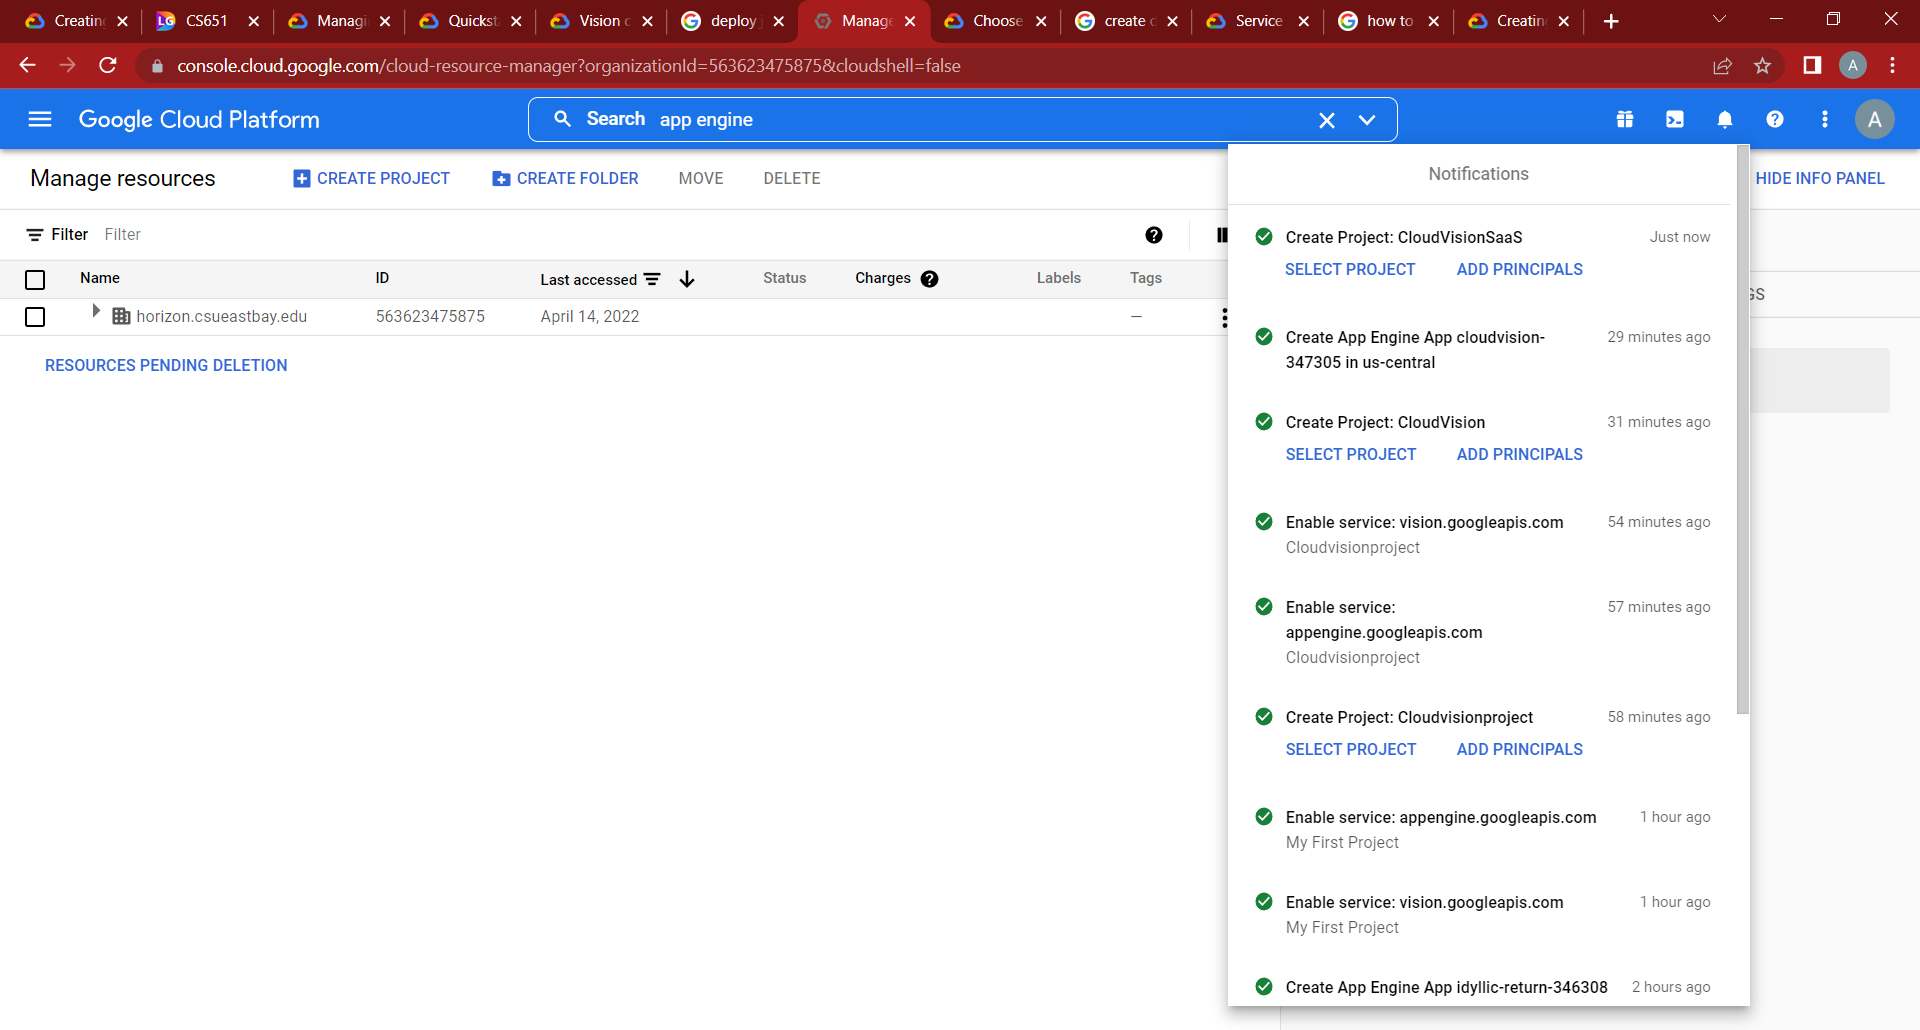 Creating
CS651
Managi
Quickst
Vision c
deploy j
Manage
Choose
create c
Service
how to
Creating
console.cloud.google.com/cloud-resource-manager?organizationId=563623475875&cloudshell=false
A
Google Cloud Platform
Search app engine
A
Manage resources
CREATE PROJECT
CREATE FOLDER
MOVE
DELETE
HIDE INFO PANEL
Filter Filter
Name ID Last accessed Status Charges Labels Tags
horizon.csueastbay.edu 563623475875 April 14, 2022 —
RESOURCES PENDING DELETION
GS
Notifications
Create Project: CloudVisionSaaS Just now
SELECT PROJECT ADD PRINCIPALS
Create App Engine App cloudvision- 29 minutes ago
347305 in us-central
Create Project: CloudVision 31 minutes ago
SELECT PROJECT ADD PRINCIPALS
Enable service: vision.googleapis.com 54 minutes ago
Cloudvisionproject
Enable service: 57 minutes ago
appengine.googleapis.com
Cloudvisionproject
Create Project: Cloudvisionproject 58 minutes ago
SELECT PROJECT ADD PRINCIPALS
Enable service: appengine.googleapis.com 1 hour ago
My First Project
Enable service: vision.googleapis.com 1 hour ago
My First Project
Create App Engine App idyllic-return-346308 2 hours ago